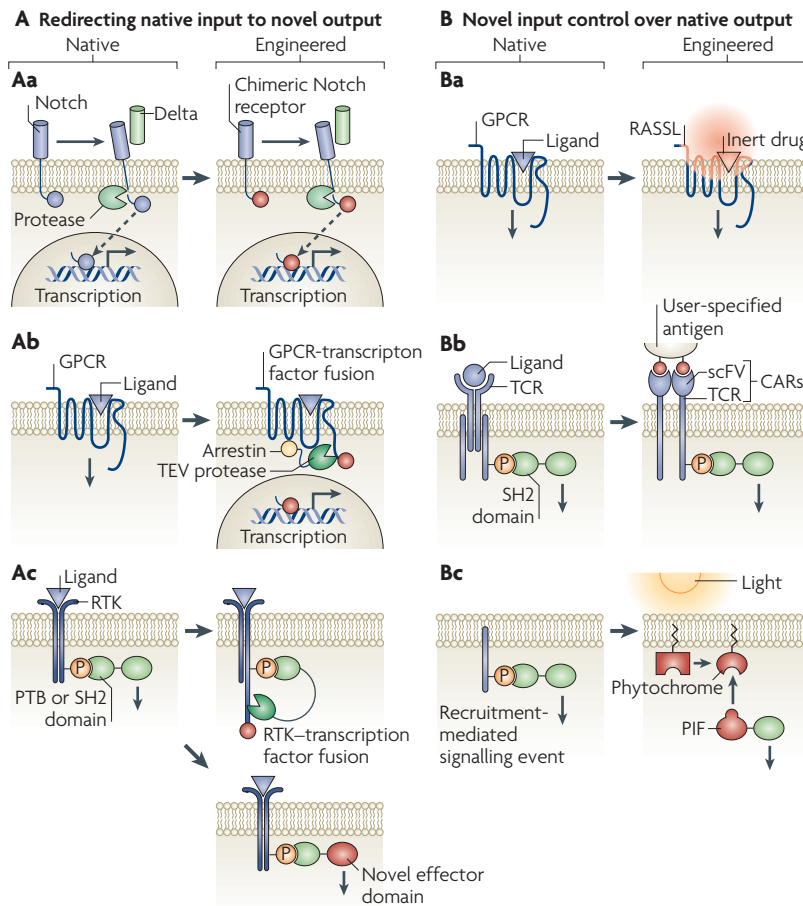 A Redirecting native input to novel output
Native
Engineered
Aa
Notch
Delta
Protease
Transcription
Chimeric Notch
receptor
Transcription
Ab
GPCR
Ligand
GPCR-transcripton
factor fusion
Arrestin
TEV protease
Transcription
Ac
Ligand
RTK
P
PTB or SH2
domain
P
RTK–transcription
factor fusion
P
Novel effector
domain
B Novel input control over native output
Native
Engineered
Ba
GPCR
Ligand
RASSL
Inert drug
Bb
Ligand
TCR
P
SH2
domain
User-specified
antigen
scFV
TCR
CARs
P
Bc
P
Recruitment-
mediated
signalling event
Light
Phytochrome
PIF